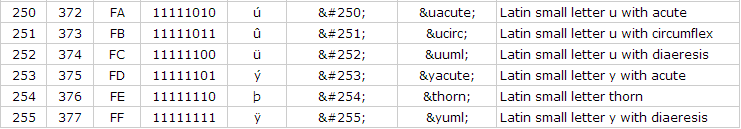 250 372 FA 11111010 ú &#250; &uacute; Latin small letter u with acute
251 373 FB 11111011 û &#251; &ucirc; Latin small letter u with circumflex
252 374 FC 11111100 ü &#252; &uuml; Latin small letter u with diaeresis
253 375 FD 11111101 ý &#253; &yacute; Latin small letter y with acute
254 376 FE 11111110 þ &#254; &thorn; Latin small letter thorn
255 377 FF 11111111 ÿ &#255; &yuml; Latin small letter y with diaeresis